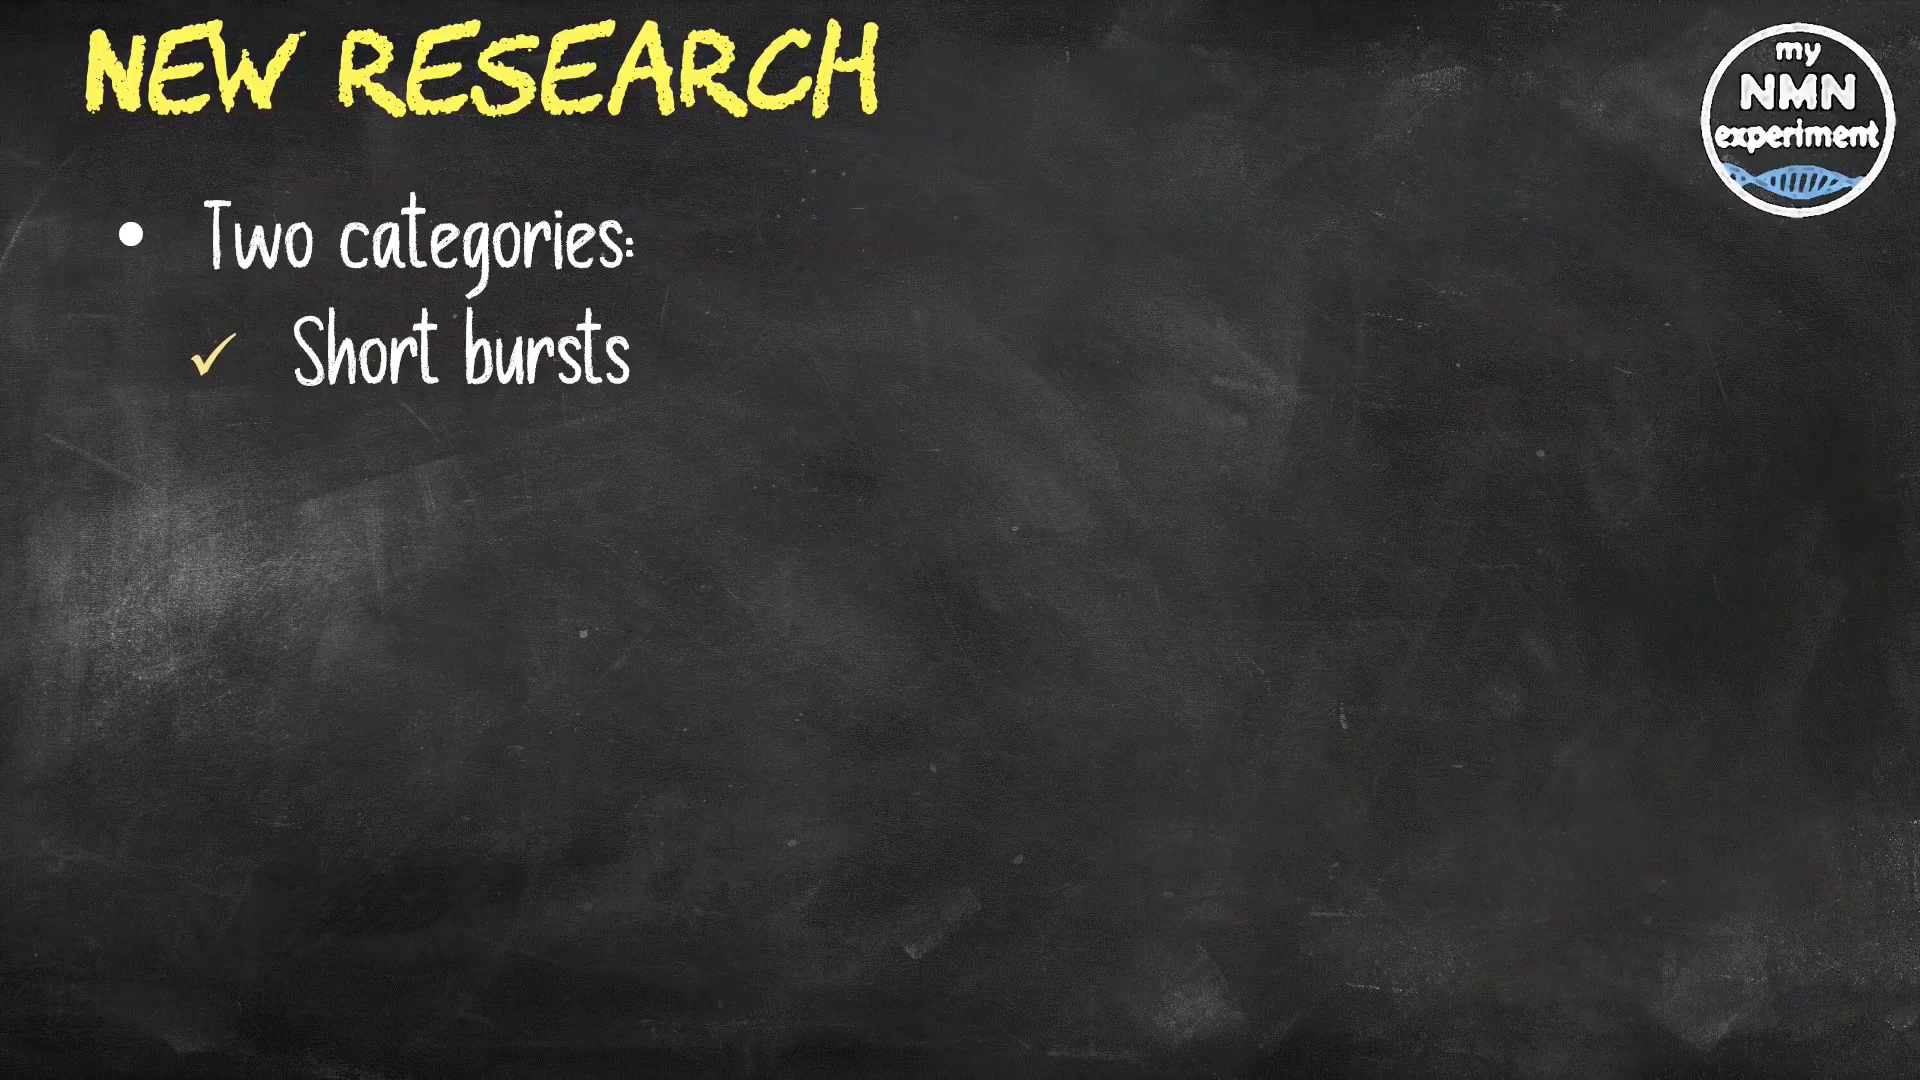 NEW RESEARCH
my
NMN
experiment
• Two categories:
✓ Short bursts